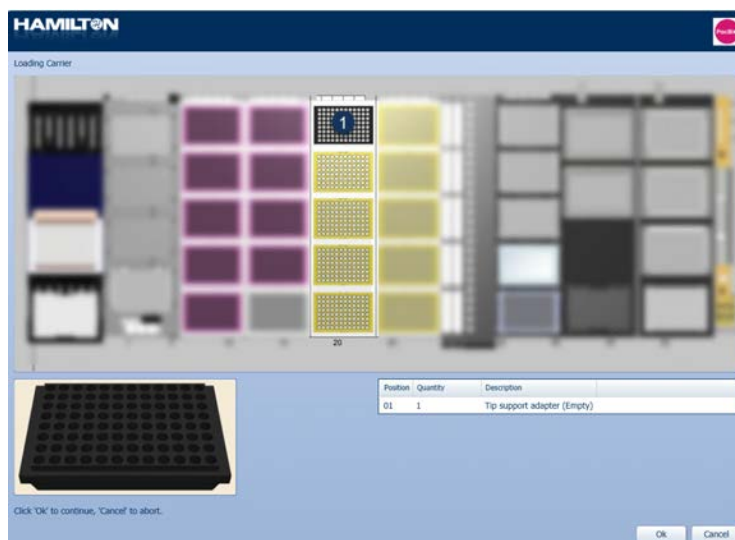 HAMILTON
PacBi
Loading Carrier
1
20
Position Quantity Description
01 1 Tip support adapter (Empty)
Click 'Ok' to continue, 'Cancel' to abort.
Ok Cancel